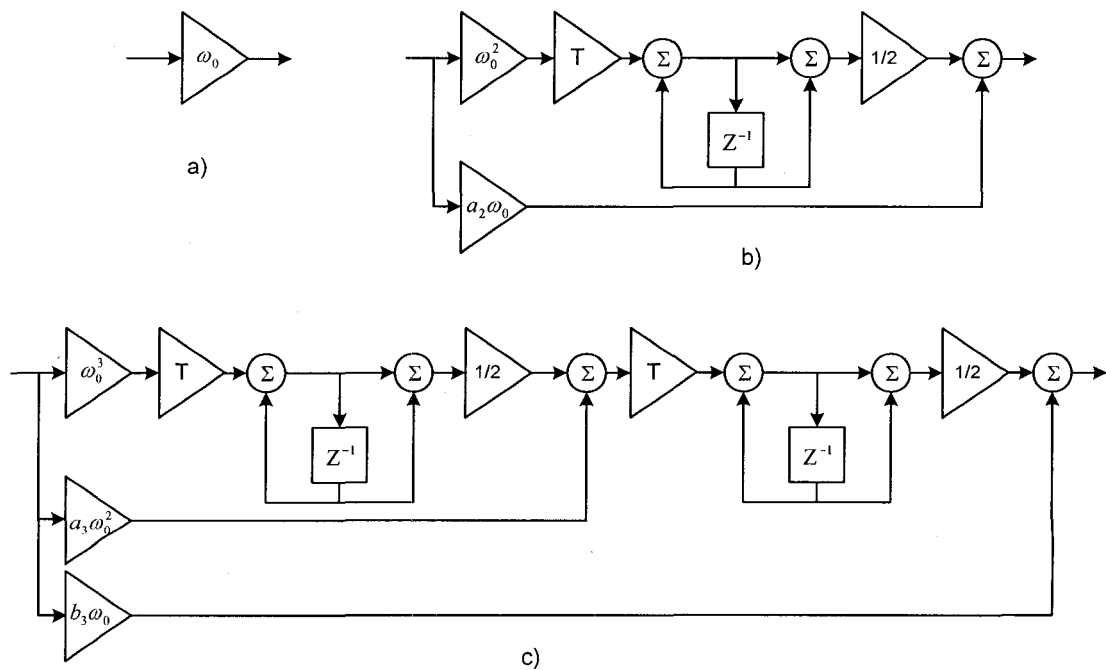 ω₀
a)
ω₀² T Σ Σ 1/2 Σ
Z⁻¹
a₂ω₀
b)
ω₀³ T Σ Σ 1/2 Σ T Σ Σ 1/2 Σ
Z⁻¹ Z⁻¹
a₃ω₀²
b₃ω₀
c)